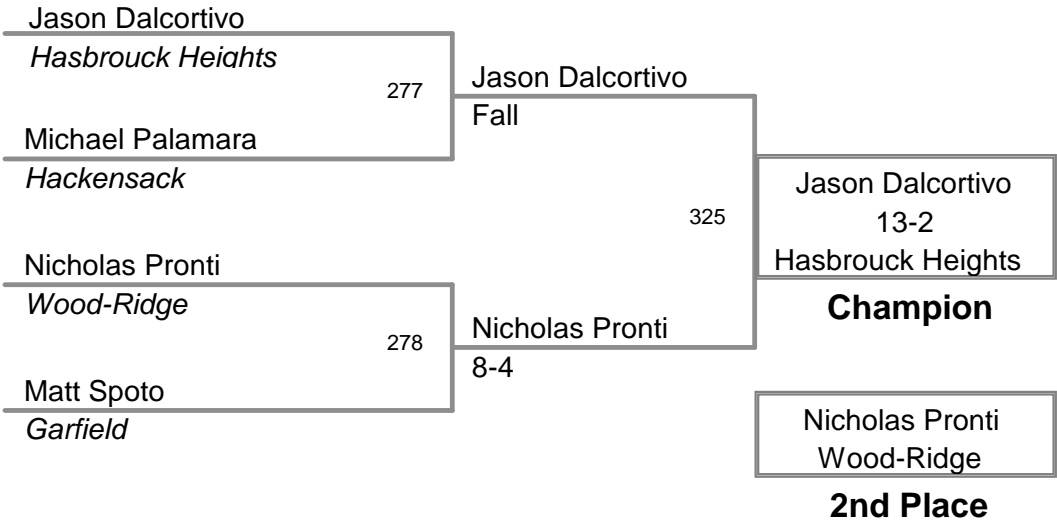 Jason Dalcortivo
Hasbrouck Heights
277
Michael Palamara
Hackensack
Nicholas Pronti
Wood-Ridge
278
Matt Spoto
Garfield
Jason Dalcortivo
Fall
325
Nicholas Pronti
8-4
Jason Dalcortivo
13-2
Hasbrouck Heights
Champion
Nicholas Pronti
Wood-Ridge
2nd Place